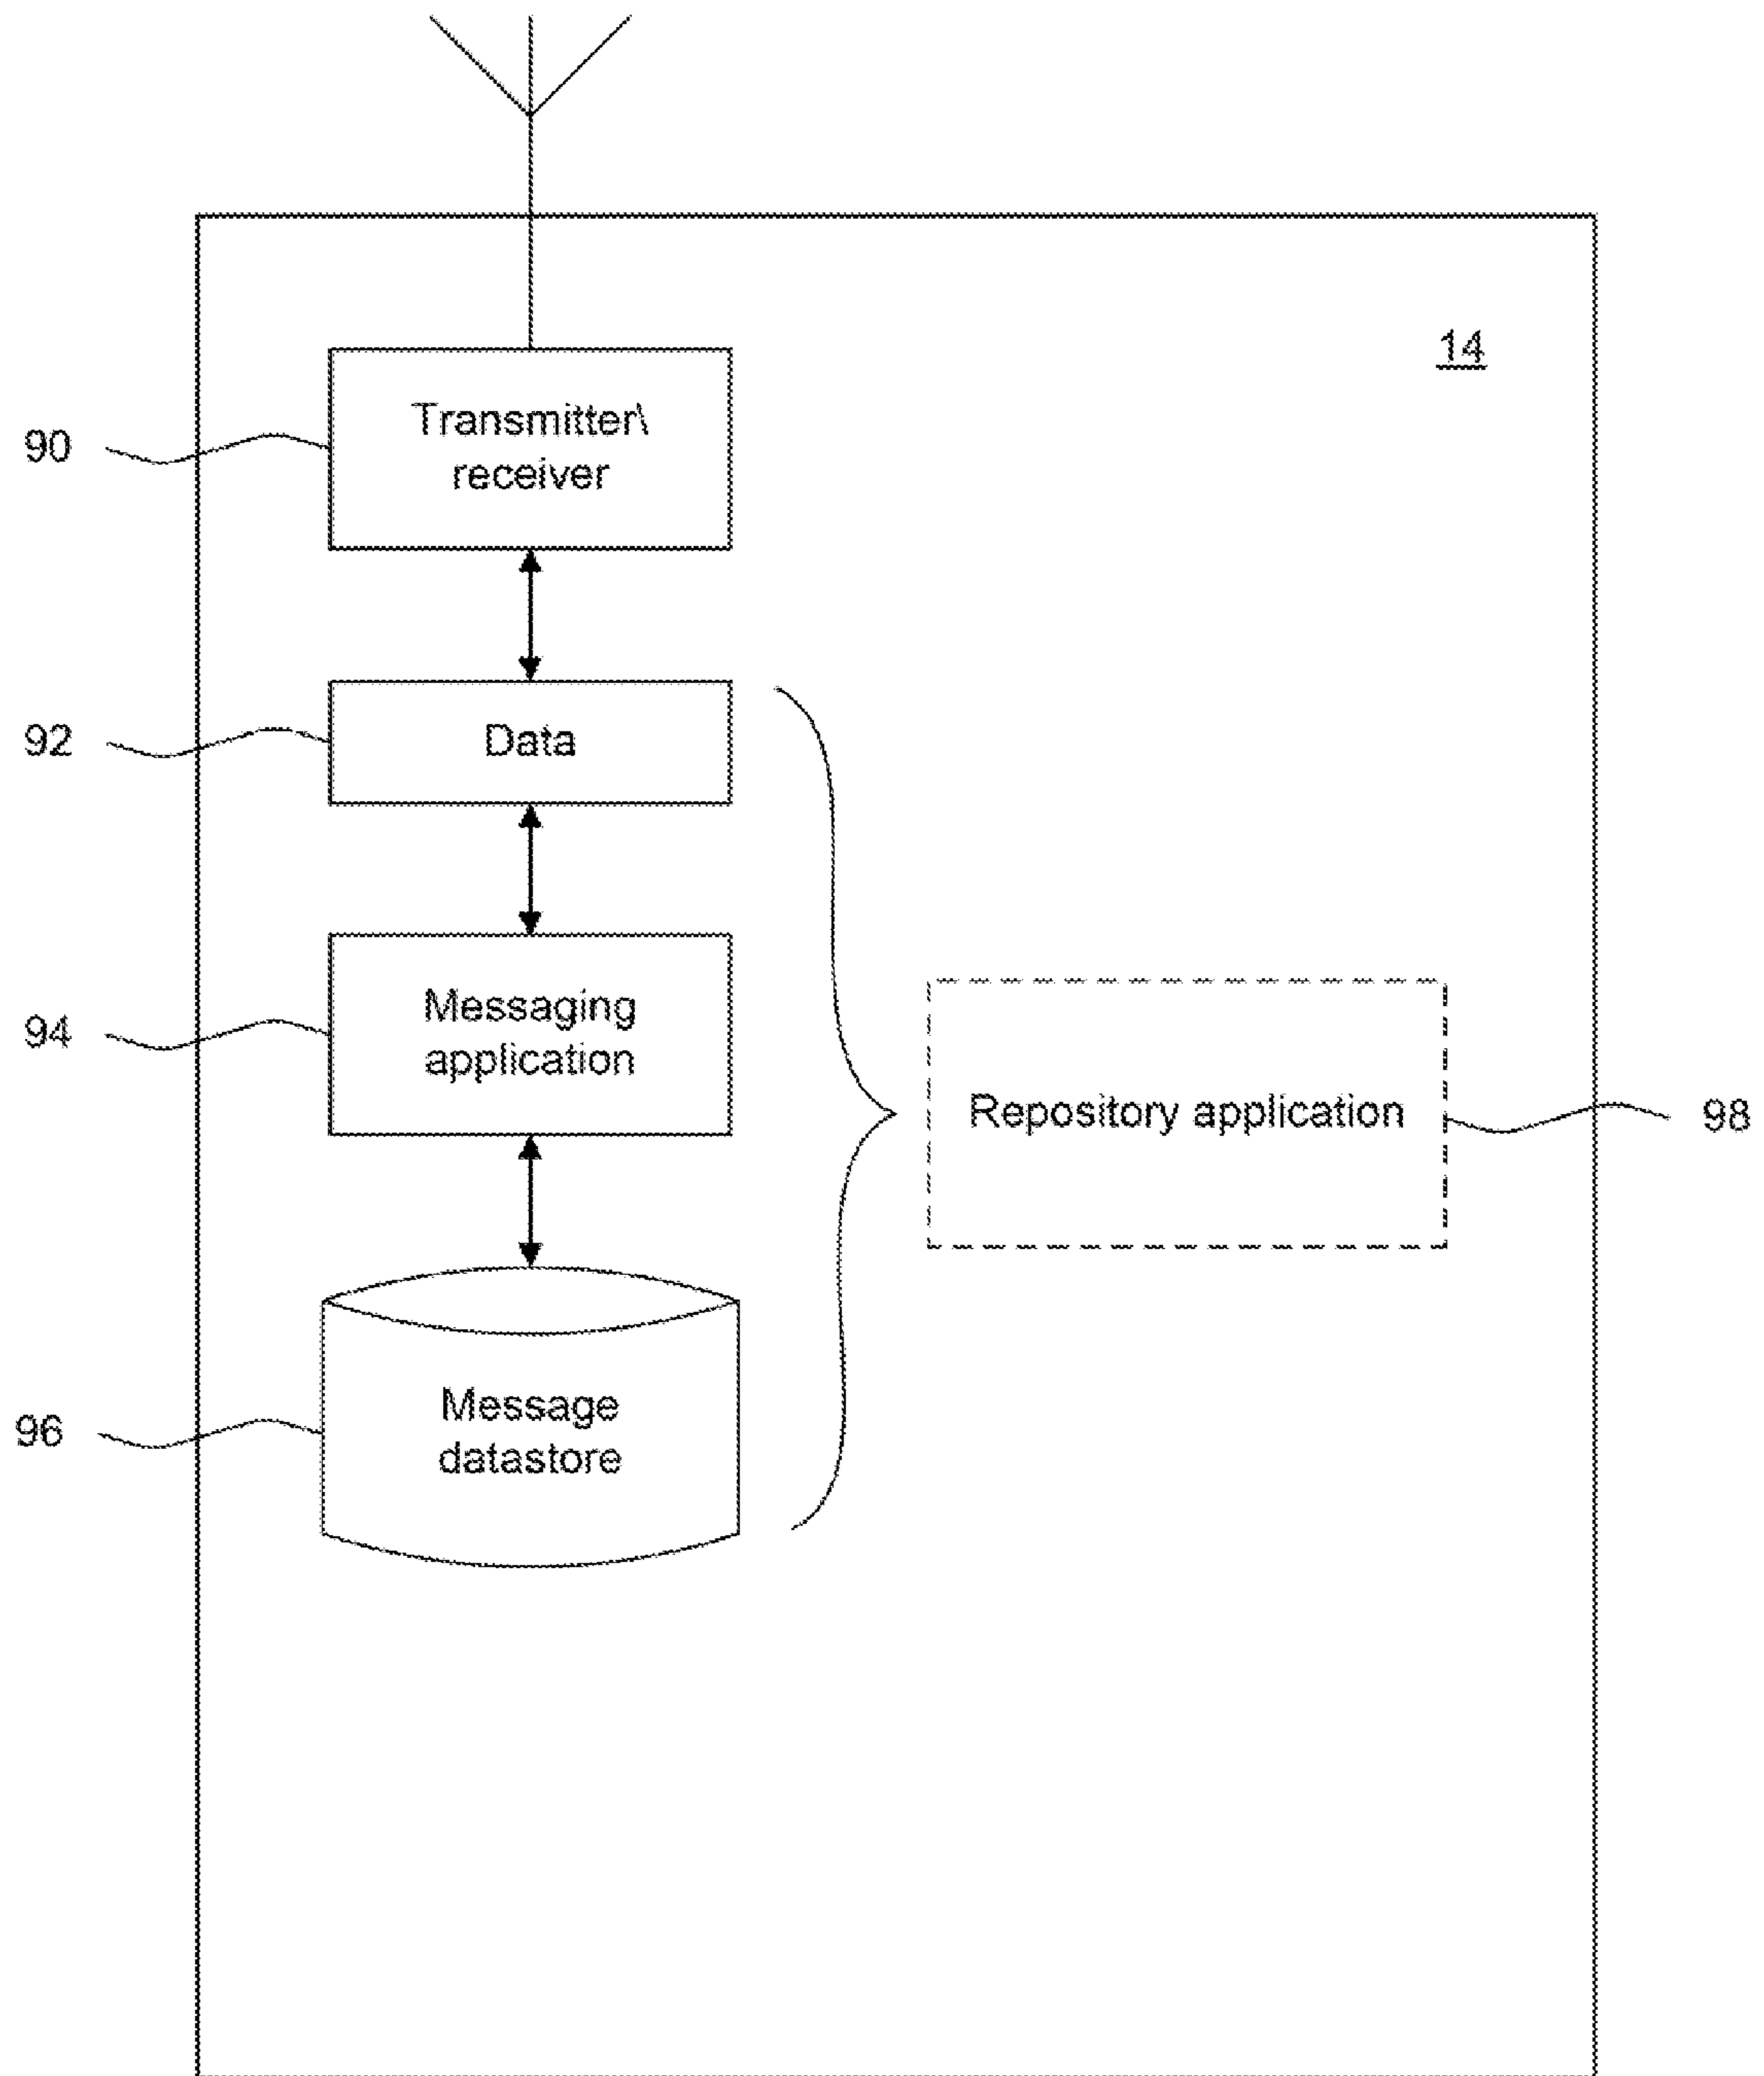 14
90
Transmitter\
receiver
92
Data
94
Messaging
application
Repository application
98
96
Message
datastore